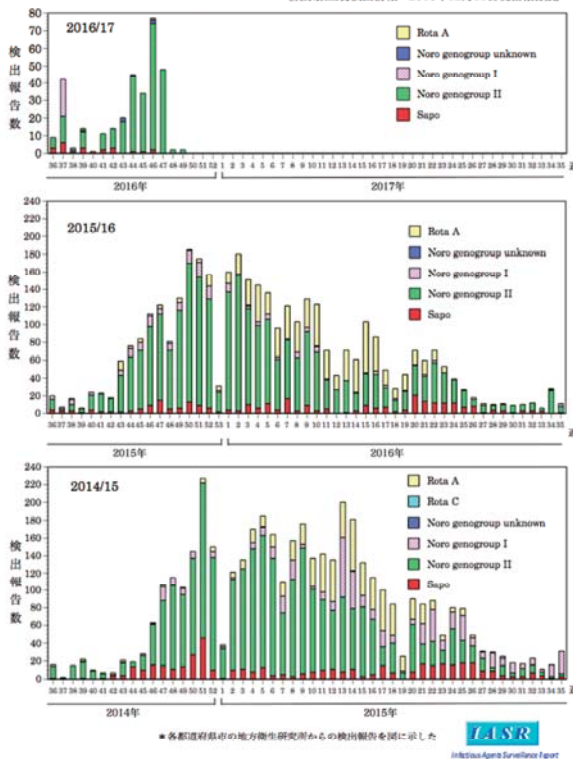 2016/17
検出報告数
80
70
60
50
40
30
20
10
0
Rota A
Noro genogroup unknown
Noro genogroup I
Noro genogroup II
Sapo
36 37 38 39 40 41 42 43 44 45 46 47 48 49 50 51 52 1 2 3 4 5 6 7 8 9 10 11 12 13 14 15 16 17 18 19 20 21 22 23 24 25 26 27 28 29 30 31 32 33 34 35 週
2016年 2017年
2015/16
検出報告数
240
200
180
160
140
120
100
80
60
40
20
0
Rota A
Noro genogroup unknown
Noro genogroup I
Noro genogroup II
Sapo
36 37 38 39 40 41 42 43 44 45 46 47 48 49 50 51 52 53 1 2 3 4 5 6 7 8 9 10 11 12 13 14 15 16 17 18 19 20 21 22 23 24 25 26 27 28 29 30 31 32 33 34 35
2015年 2016年
2014/15
検出報告数
240
200
180
160
140
120
100
80
60
40
20
0
Rota A
Rota C
Noro genogroup unknown
Noro genogroup I
Noro genogroup II
Sapo
36 37 38 39 40 41 42 43 44 45 46 47 48 49 50 51 52 1 2 3 4 5 6 7 8 9 10 11 12 13 14 15 16 17 18 19 20 21 22 23 24 25 26 27 28 29 30 31 32 33 34 35
2014年 2015年
*各都道府県市の地方衛生研究所からの検出報告を図に示した
IASR
Infectious Agents Surveillance Report